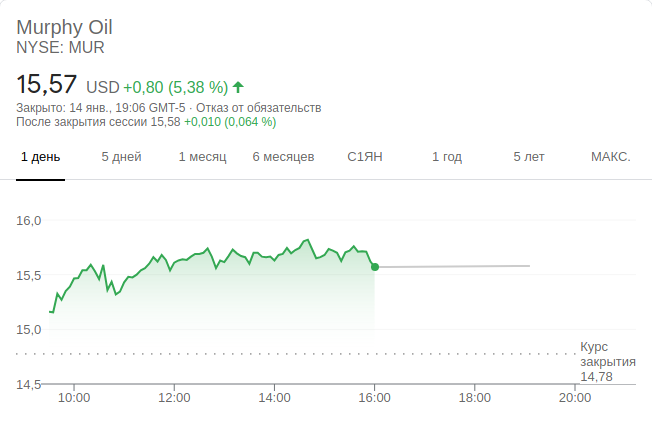 Murphy Oil
NYSE: MUR
15,57 USD +0,80 (5,38 %)
Закрыто: 14 янв., 19:06 GMT-5 · Отказ от обязательств
После закрытия сессии 15,58 +0,010 (0,064 %)
1 день 5 дней 1 месяц 6 месяцев С1ЯН 1 год 5 лет МАКС.
16,0
15,5
15,0
Курс
закрытия
14,78
14,5
10:00 12:00 14:00 16:00 18:00 20:00